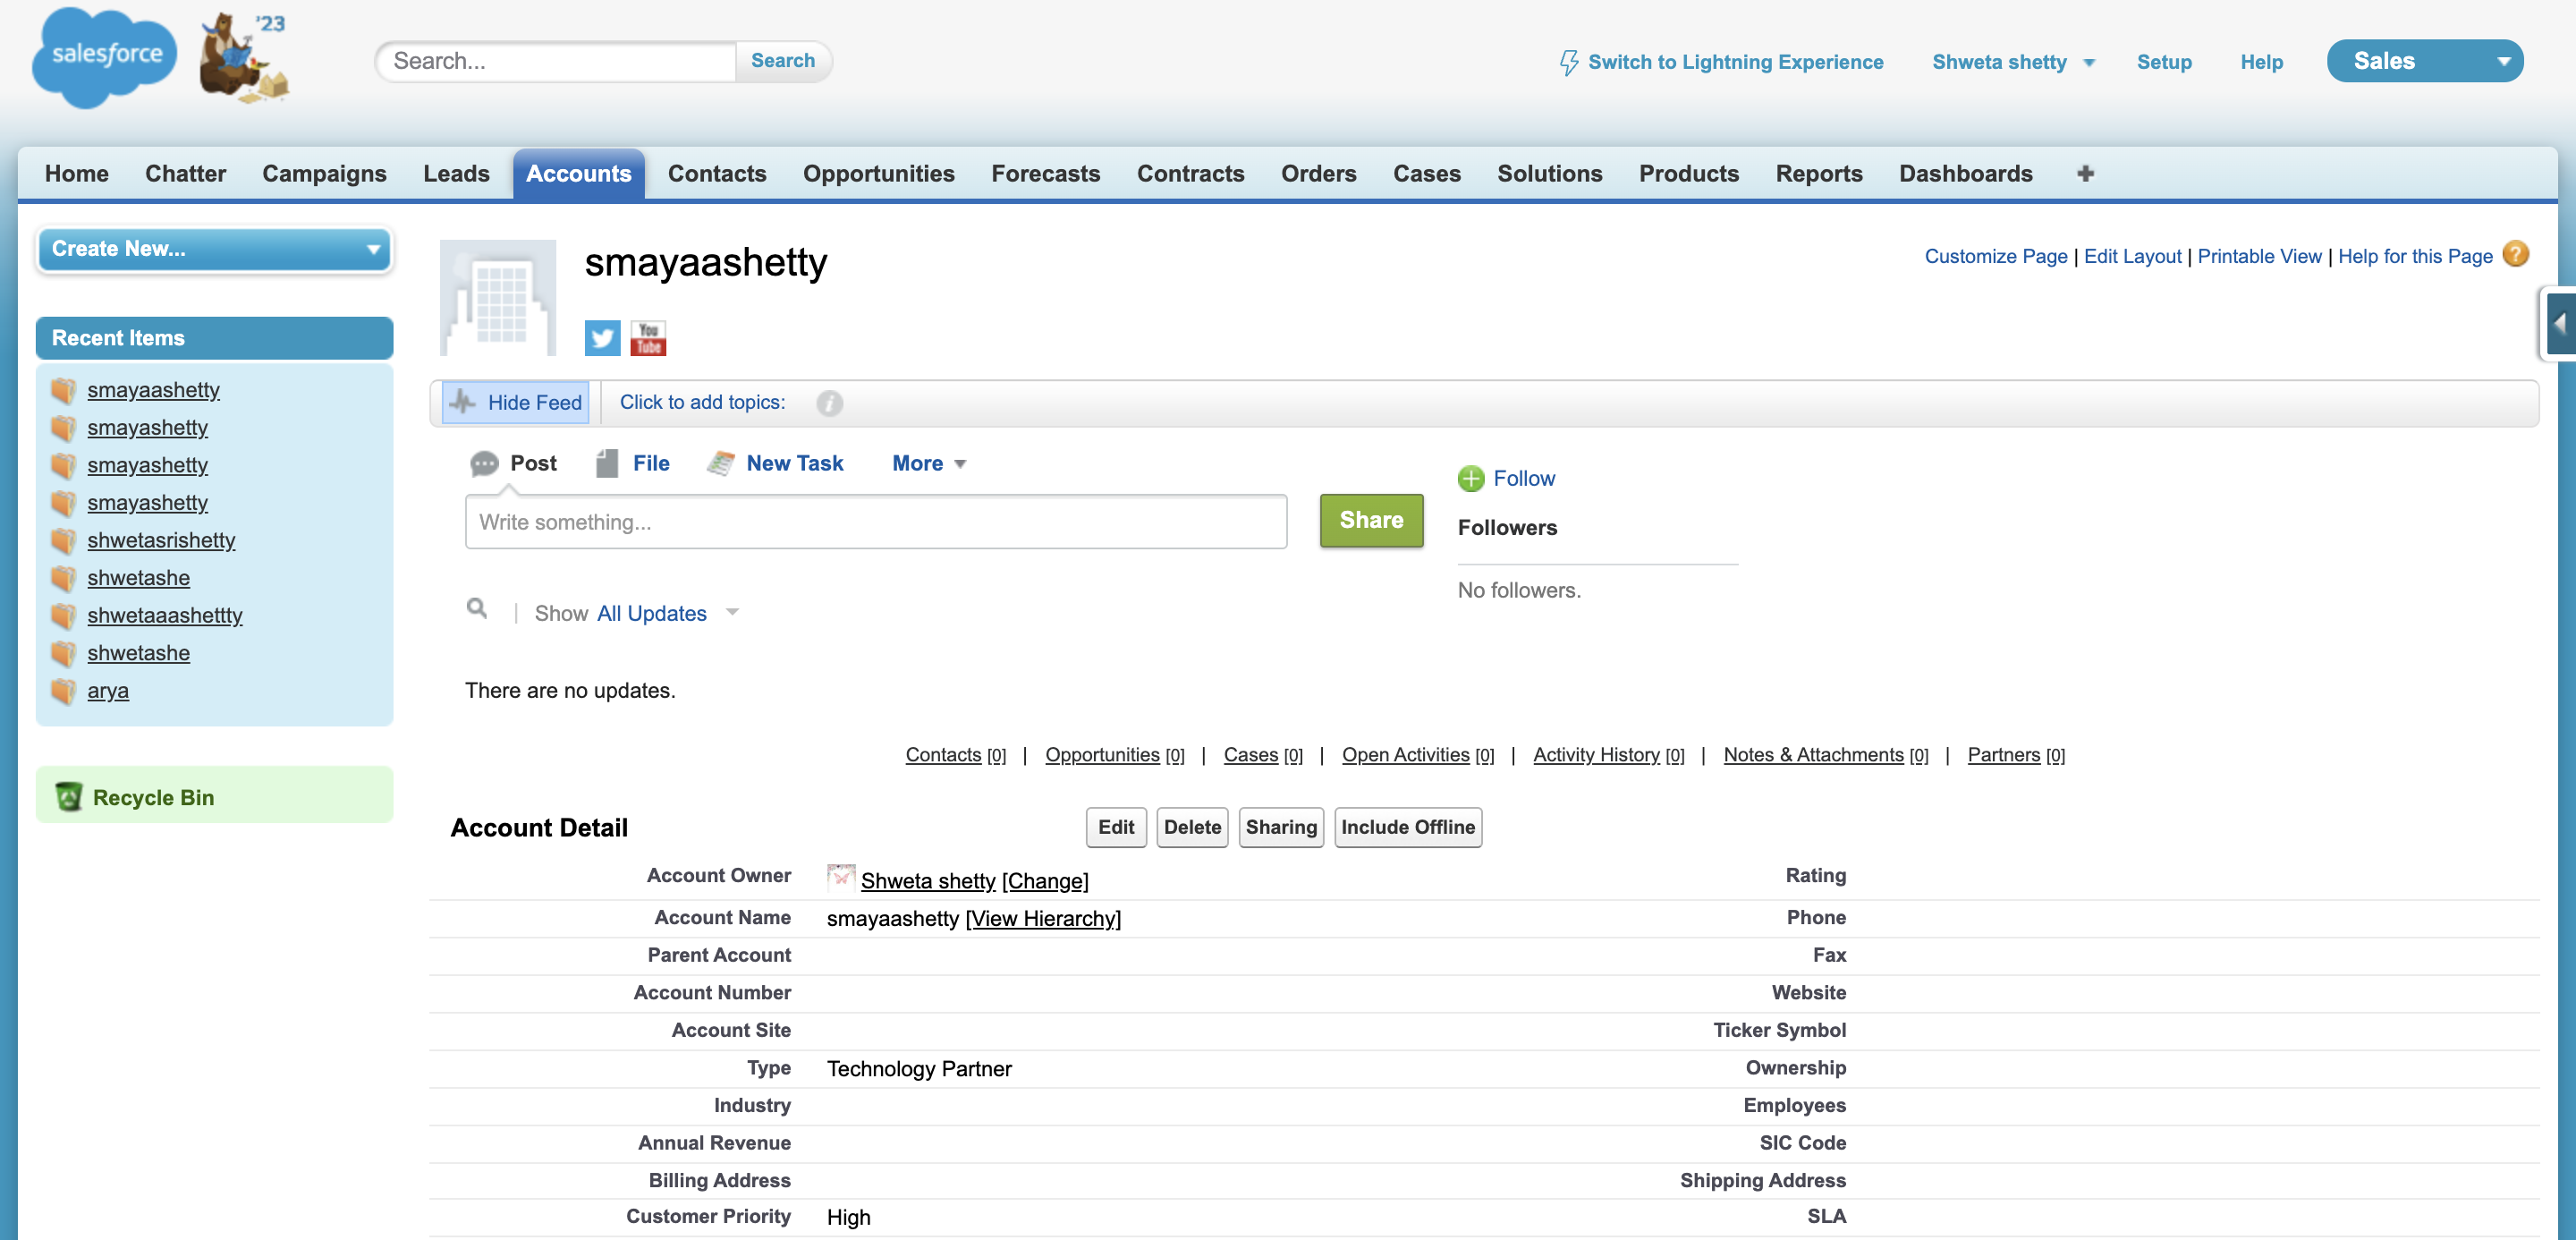 salesforce '23
Search... Search
Switch to Lightning Experience Shweta shetty Setup Help Sales
Home Chatter Campaigns Leads Accounts Contacts Opportunities Forecasts Contracts Orders Cases Solutions Products Reports Dashboards +
Create New...
Recent Items
smayaashetty
smayashetty
smayashetty
smayashetty
shwetasrishetty
shwetashe
shwetaaashettty
shwetashe
arya
Recycle Bin
smayaashetty
Customize Page | Edit Layout | Printable View | Help for this Page ?
You
Tube
Hide Feed Click to add topics: i
Post File New Task More
Write something... Share
Follow
Followers
No followers.
Show All Updates
There are no updates.
Contacts [0] | Opportunities [0] | Cases [0] | Open Activities [0] | Activity History [0] | Notes & Attachments [0] | Partners [0]
Account Detail Edit Delete Sharing Include Offline
Account Owner Shweta shetty [Change] Rating
Account Name smayaashetty [View Hierarchy] Phone
Parent Account Fax
Account Number Website
Account Site Ticker Symbol
Type Technology Partner Ownership
Industry Employees
Annual Revenue SIC Code
Billing Address Shipping Address
Customer Priority High SLA